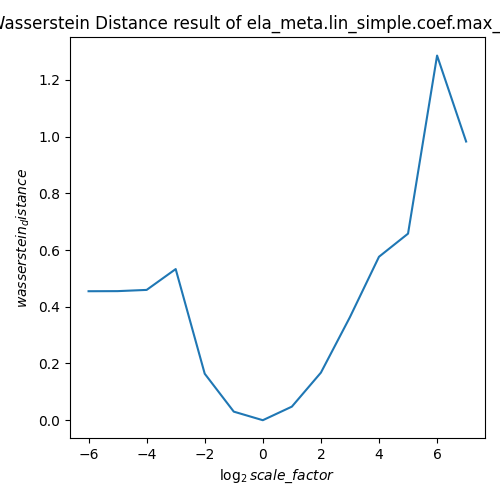 Wasserstein Distance result of ela_meta.lin_simple.coef.max_
1.2
1.0
0.8
0.6
0.4
0.2
0.0
wasserstein_distance
−6 −4 −2 0 2 4 6
log₂ scale_factor